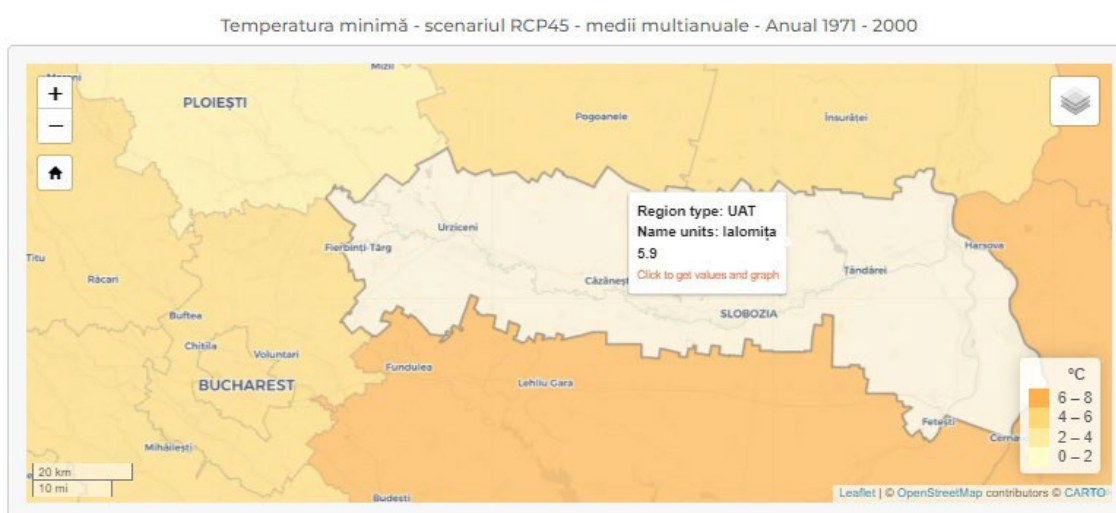 Temperatura minimă - scenariul RCP45 - medii multianuale - Anual 1971 - 2000
+
−
Mizil
PLOIEȘTI
Pogoanele
Însurăței
Region type: UAT
Name units: Ialomița
5.9
Click to get values and graph
Urziceni
Fierbinți-Târg
Harsova
Titu
Răcari
Căzăneșt
Țăndărei
Buftea
SLOBOZIA
Chitila
Voluntari
Fundulea
BUCHAREST
Lehliu Gara
°C
6 – 8
4 – 6
2 – 4
0 – 2
Fetești
Cernav
Mihăilești
20 km
10 mi
Budești
Leaflet | © OpenStreetMap contributors © CARTO